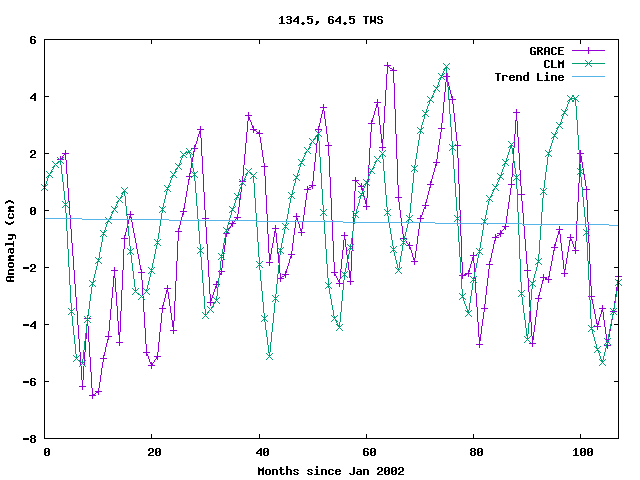 134.5, 64.5 TWS
GRACE
CLM
Trend Line
6
4
2
0
-2
-4
-6
-8
Anomaly (cm)
0 20 40 60 80 100
Months since Jan 2002